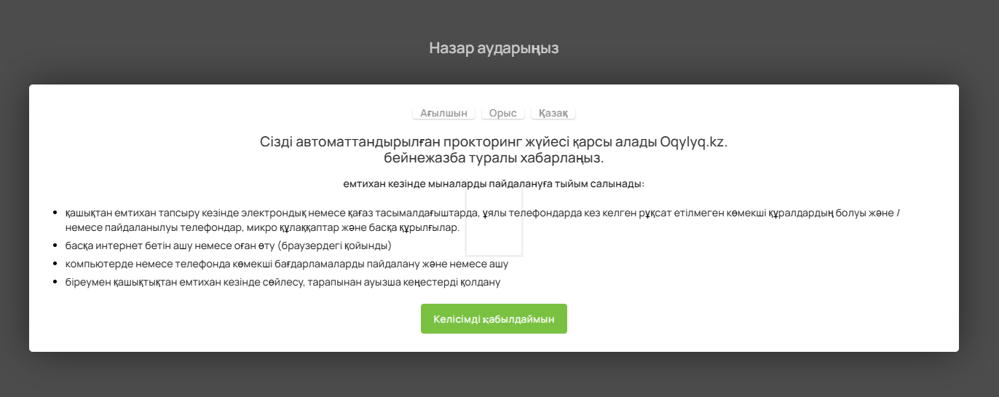 Назар аударыңыз
Ағылшын Орыс Қазақ
Сізді автоматтандырылған прокторинг жүйесі қарсы алады Oqylyq.kz.
бейнежазба туралы хабарлаңыз.
емтихан кезінде мыналарды пайдалануға тыйым салынады:
• қашықтан емтихан тапсыру кезінде электрондық немесе қағаз тасымалдағыштарда, ұялы телефондарда кез келген рұқсат етілмеген көмекші құралдардың болуы және /
немесе пайдаланылуы телефондар, микро құлаққаптар және басқа құрылғылар.
• басқа интернет бетін ашу немесе оған өту (браузердегі қойынды)
• компьютерде немесе телефонда көмекші бағдарламаларды пайдалану және немесе ашу
• біреумен қашықтықтан емтихан кезінде сөйлесу, тарапынан ауызша кеңестерді қолдану
Келісімді қабылдаймын